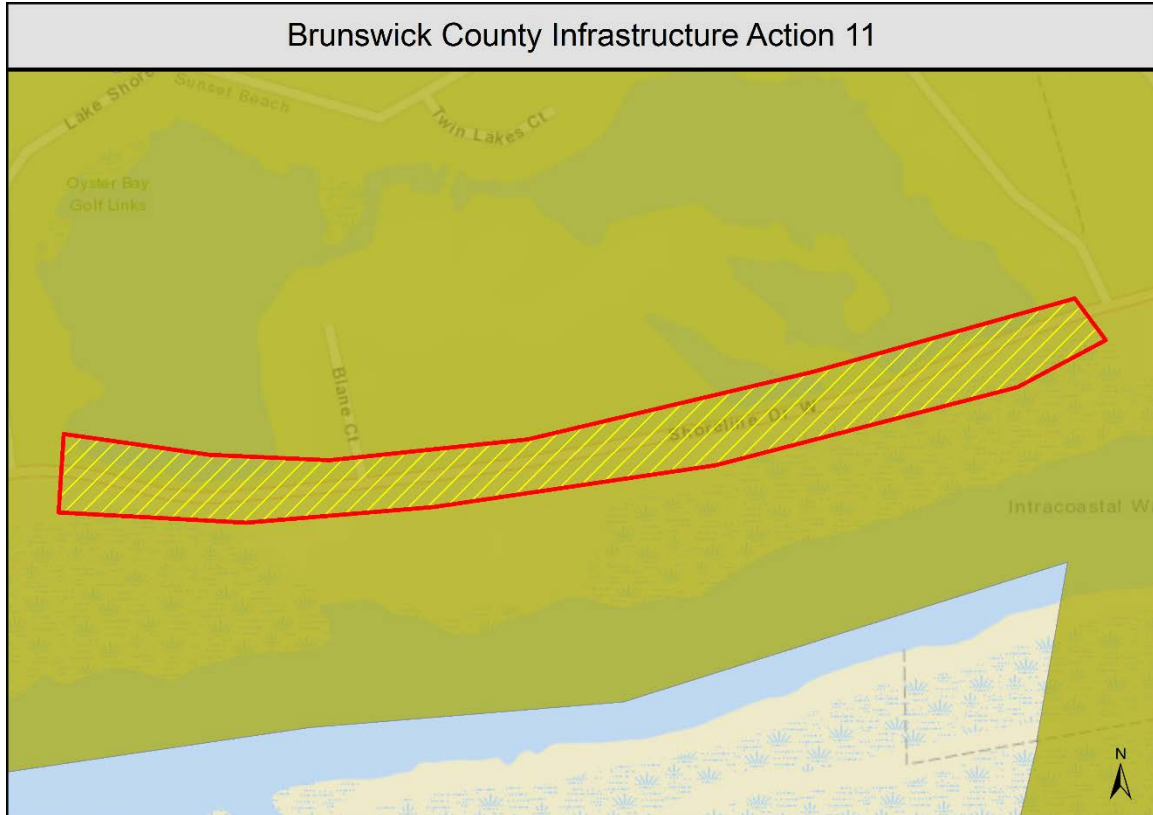 Brunswick County Infrastructure Action 11
Lake Shore
Sunset Beach
Twin Lakes Ct
Oyster Bay
Golf Links
Blane Ct
Shoreline Dr W
Intracoastal Wa
N